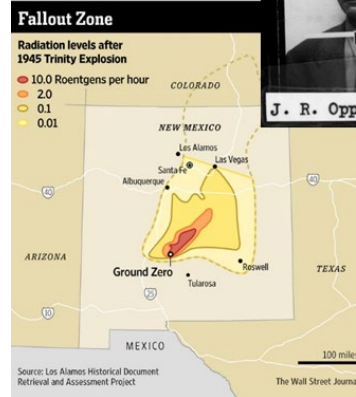 Fallout Zone
Radiation levels after
1945 Trinity Explosion
10.0 Roentgens per hour
2.0
0.1
0.01
J. R. Opp
COLORADO
NEW MEXICO
Los Alamos
Santa Fe
Las Vegas
Albuquerque
40
40
ARIZONA
Ground Zero
Roswell
TEXAS
Tularosa
25
10
MEXICO
100 miles
Source: Los Alamos Historical Document
Retrieval and Assessment Project
The Wall Street Journa